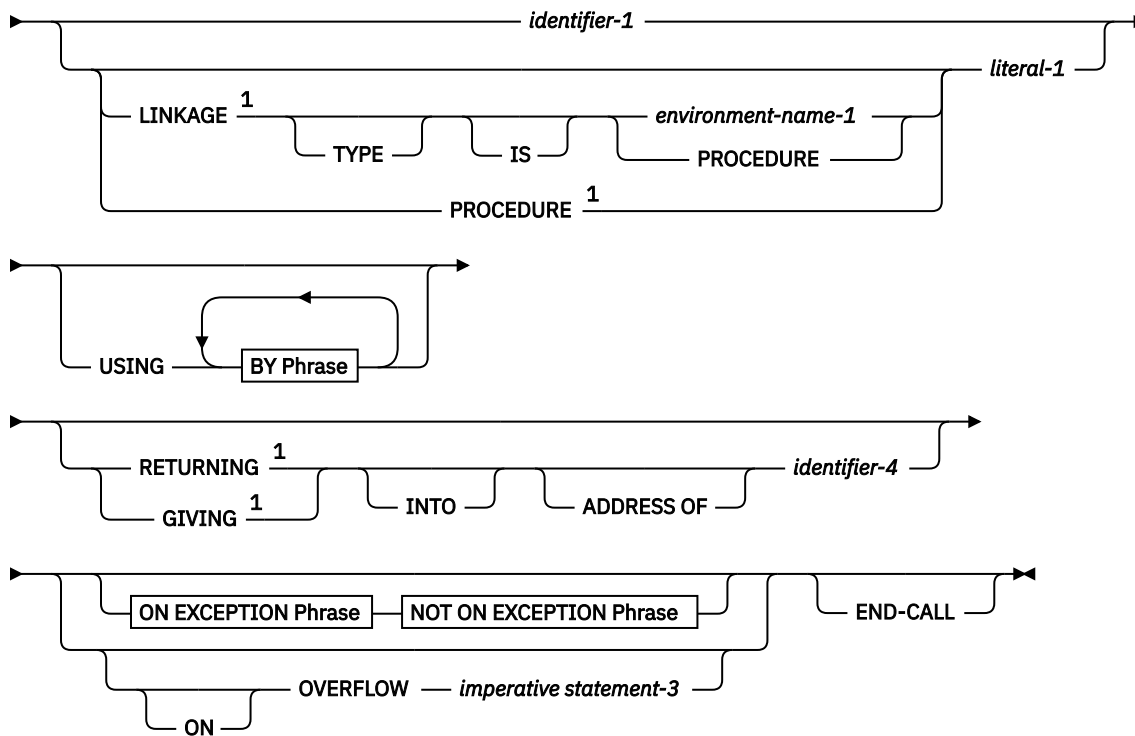 identifier-1
literal-1
LINKAGE 1 environment-name-1
TYPE IS PROCEDURE
PROCEDURE 1
USING BY Phrase
RETURNING 1 identifier-4
GIVING 1 INTO ADDRESS OF
ON EXCEPTION Phrase NOT ON EXCEPTION Phrase END-CALL
OVERFLOW imperative statement-3
ON